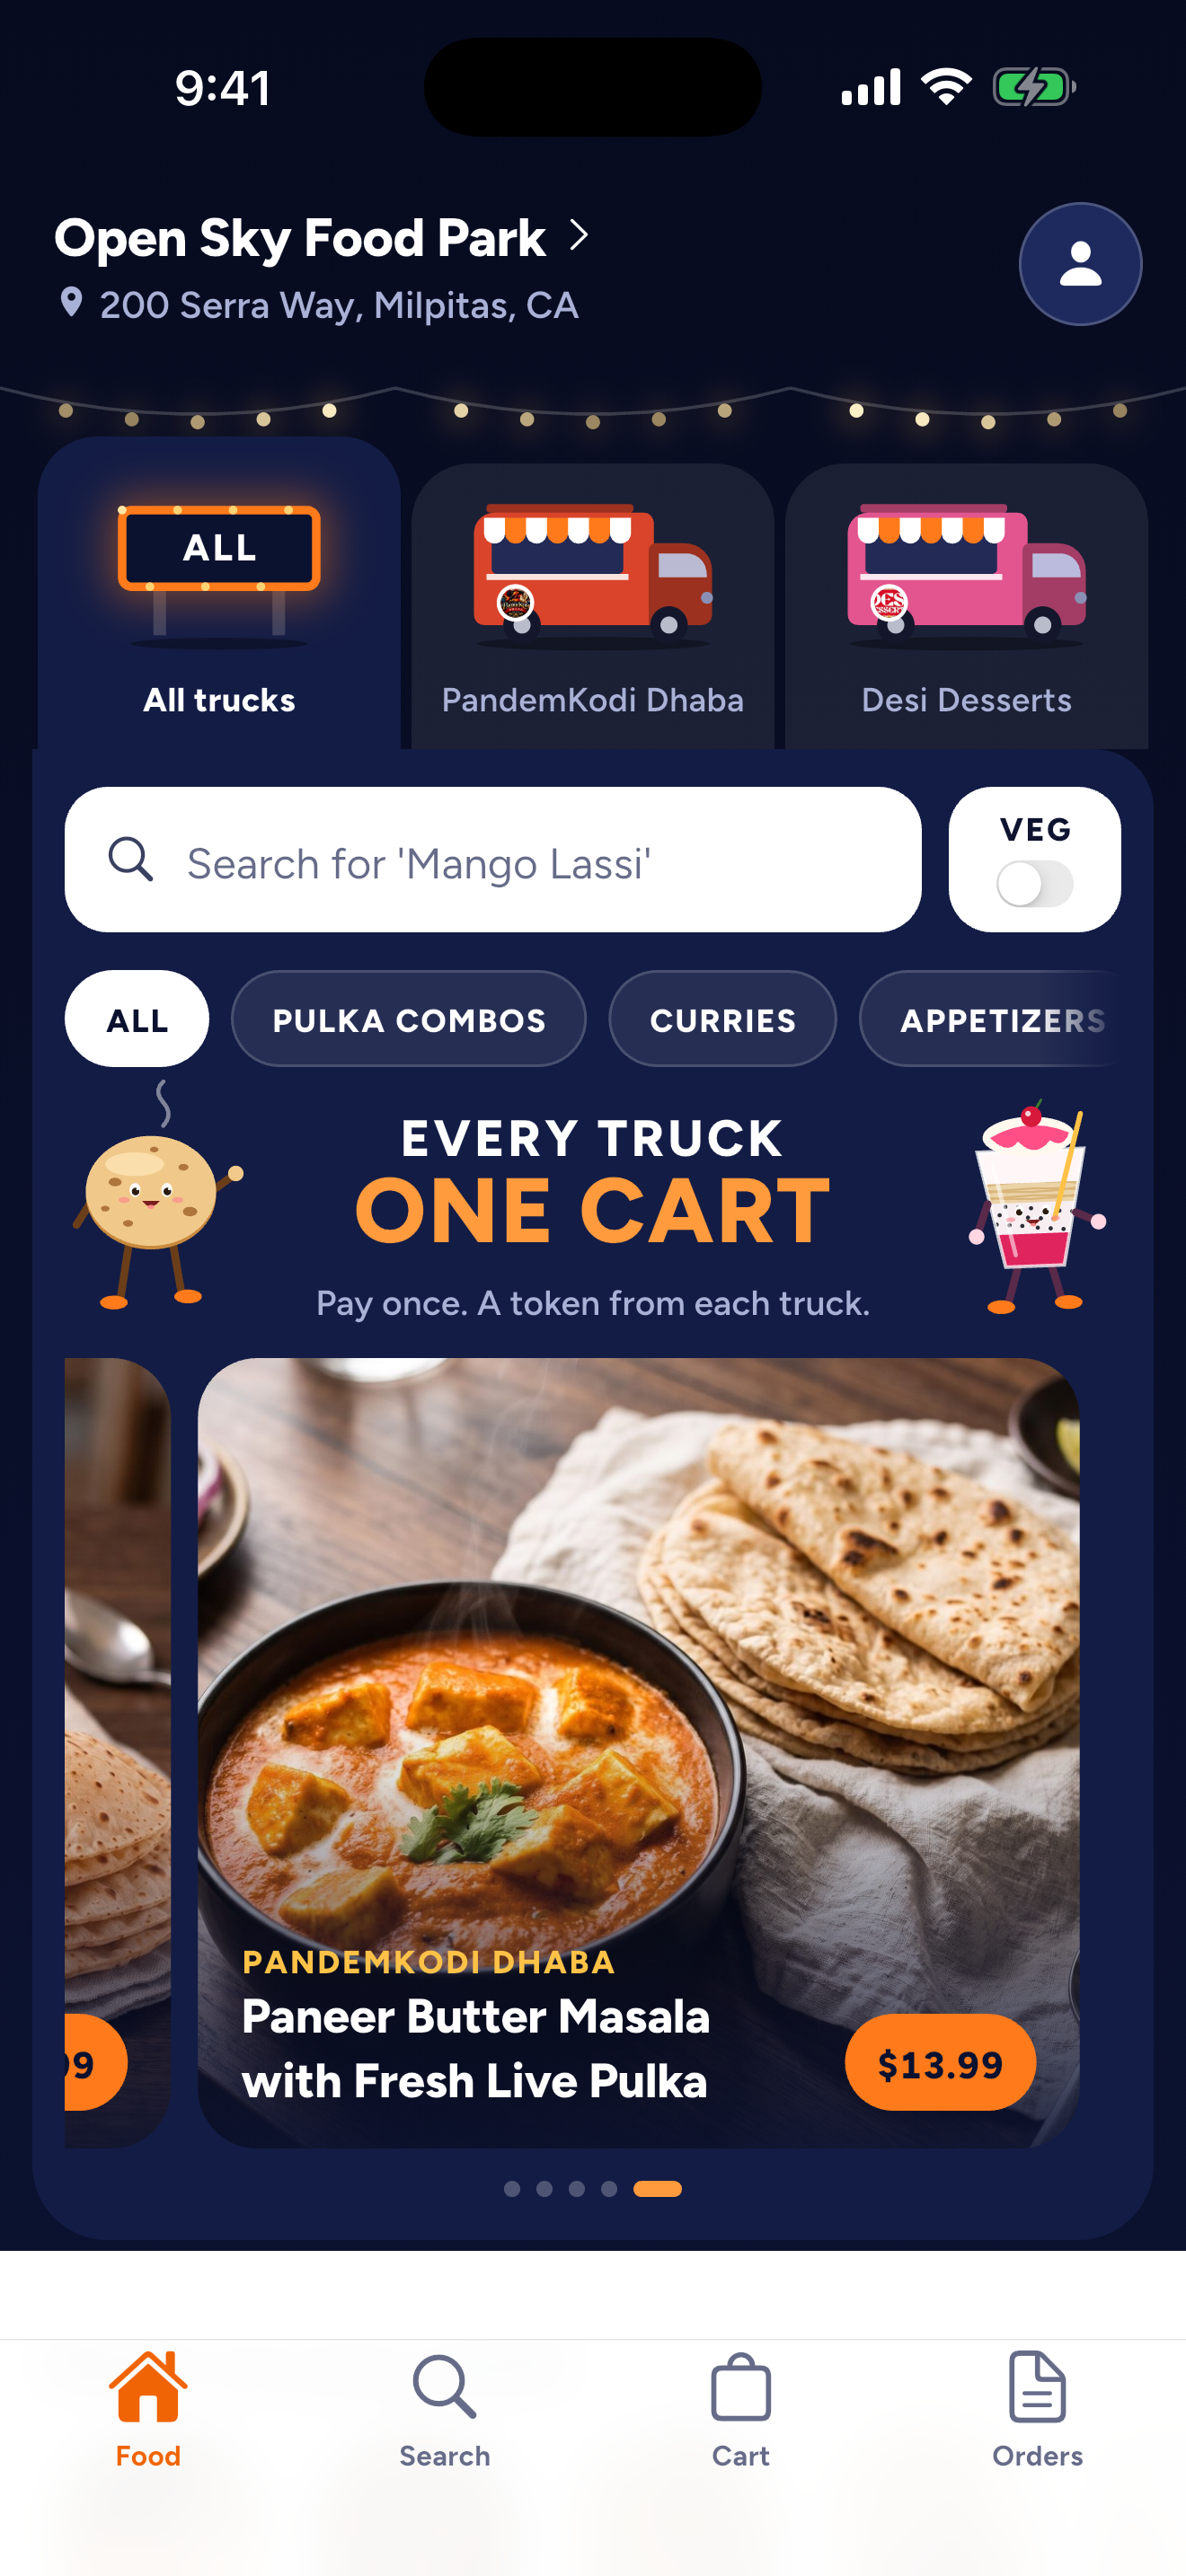 9:41
Open Sky Food Park
200 Serra Way, Milpitas, CA
ALL
All trucks
PandemKodi Dhaba
Desi Desserts
Search for 'Mango Lassi'
VEG
ALL
PULKA COMBOS
CURRIES
APPETIZERS
EVERY TRUCK
ONE CART
Pay once. A token from each truck.
PANDEMKODI DHABA
Paneer Butter Masala
with Fresh Live Pulka
$13.99
Food
Search
Cart
Orders